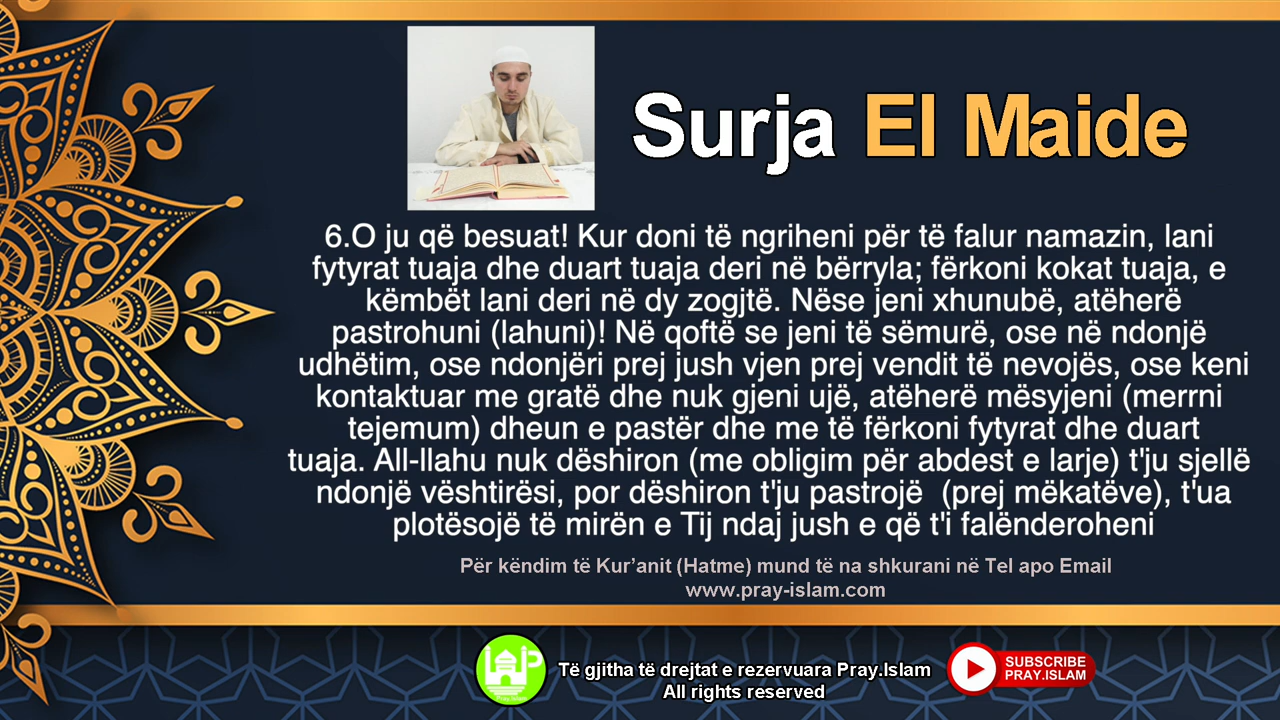 Surja El Maide
6.O ju që besuat! Kur doni të ngriheni për të falur namazin, lani
fytyrat tuaja dhe duart tuaja deri në bërryla; fërkoni kokat tuaja, e
këmbët lani deri në dy zogjtë. Nëse jeni xhunubë, atëherë
pastrohuni (lahuni)! Në qoftë se jeni të sëmurë, ose në ndonjë
udhëtim, ose ndonjëri prej jush vjen prej vendit të nevojës, ose keni
kontaktuar me gratë dhe nuk gjeni ujë, atëherë mësyjeni (merrni
tejemum) dheun e pastër dhe me të fërkoni fytyrat dhe duart
tuaja. All-llahu nuk dëshiron (me obligim për abdest e larje) t'ju sjellë
ndonjë vështirësi, por dëshiron t'ju pastrojë  (prej mëkatëve), t'ua
plotësojë të mirën e Tij ndaj jush e që t'i falënderoheni
Për këndim të Kur’anit (Hatme) mund të na shkurani në Tel apo Email
www.pray-islam.com
Pray.Islam
Të gjitha të drejtat e rezervuara Pray.Islam
All rights reserved
SUBSCRIBE
PRAY.ISLAM